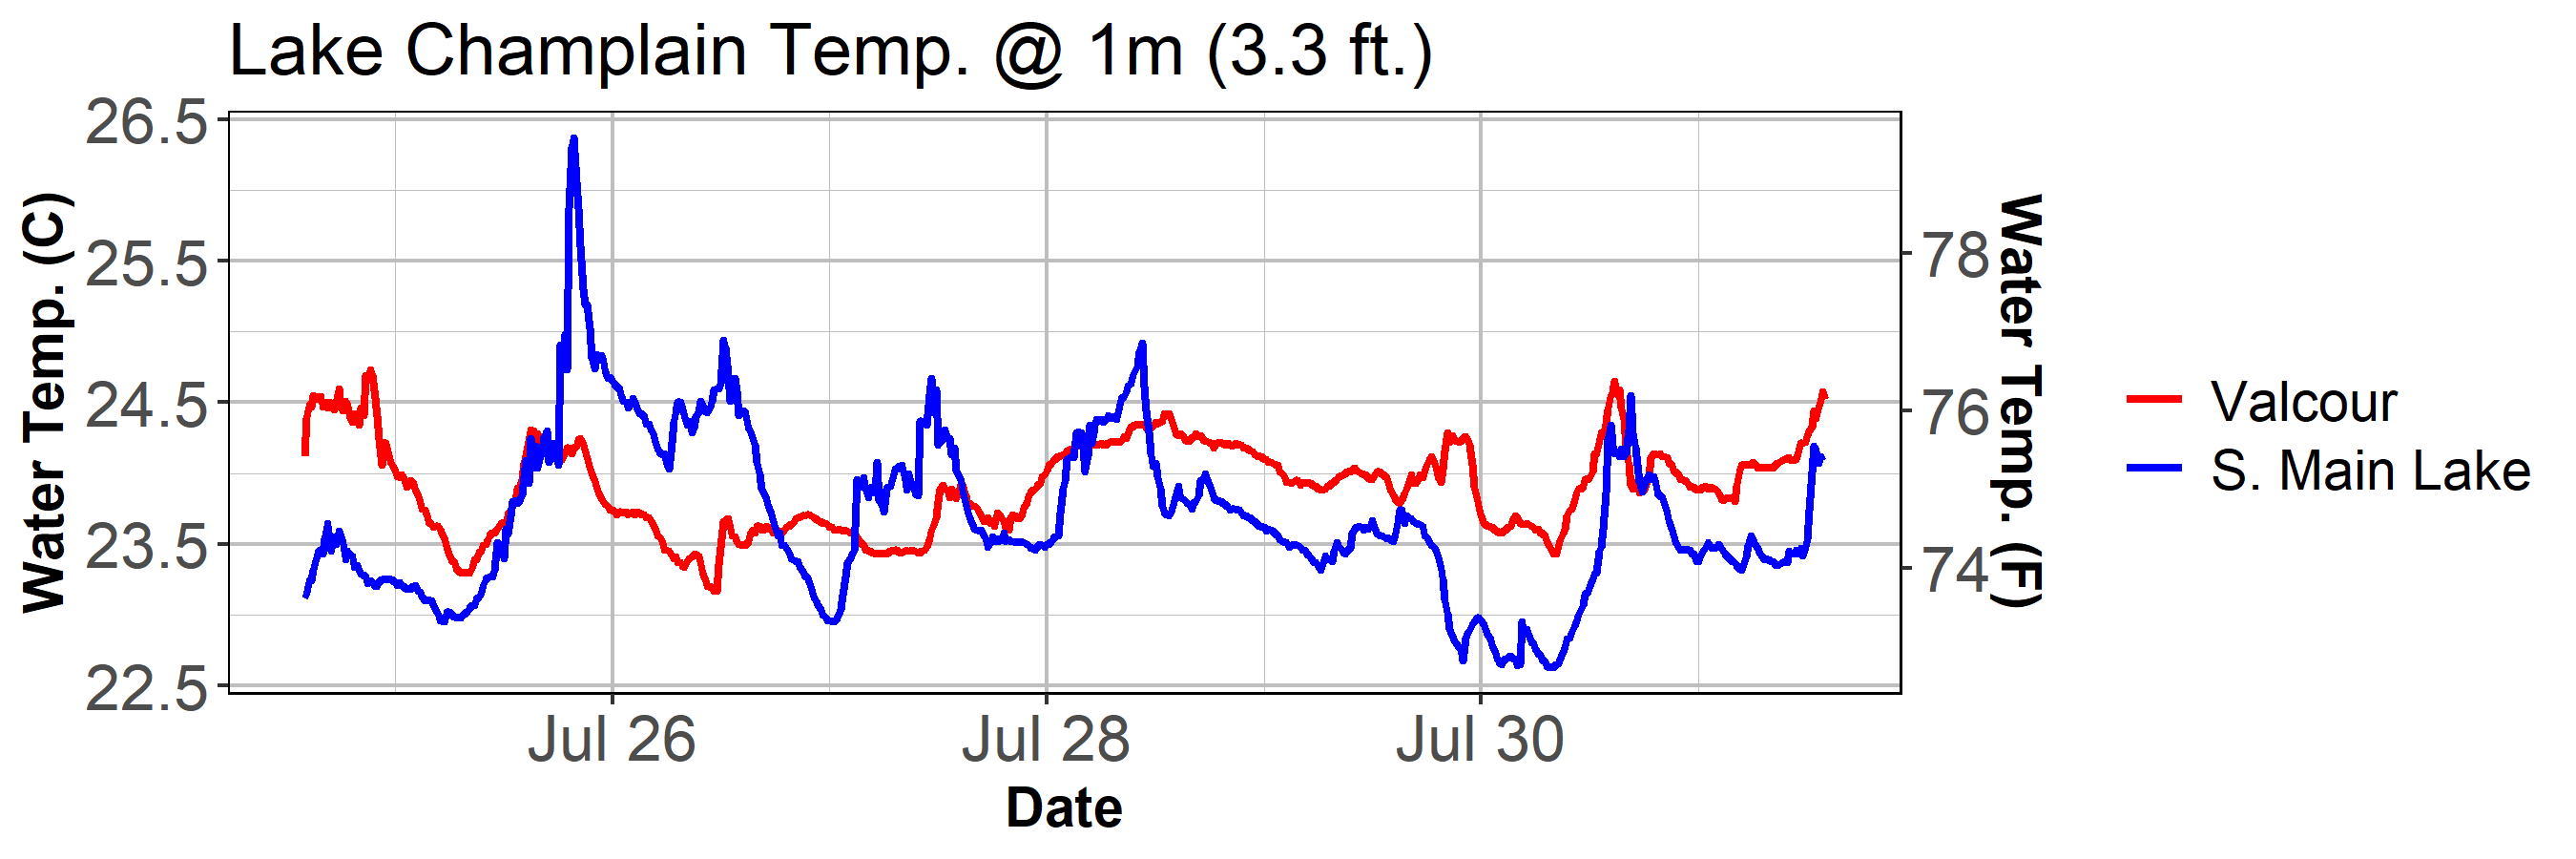 Lake Champlain Temp. @ 1m (3.3 ft.)
Water Temp. (C)
26.5
25.5
24.5
23.5
22.5
78
76
74
Water Temp. (F)
Jul 26
Jul 28
Jul 30
Date
Valcour
S. Main Lake